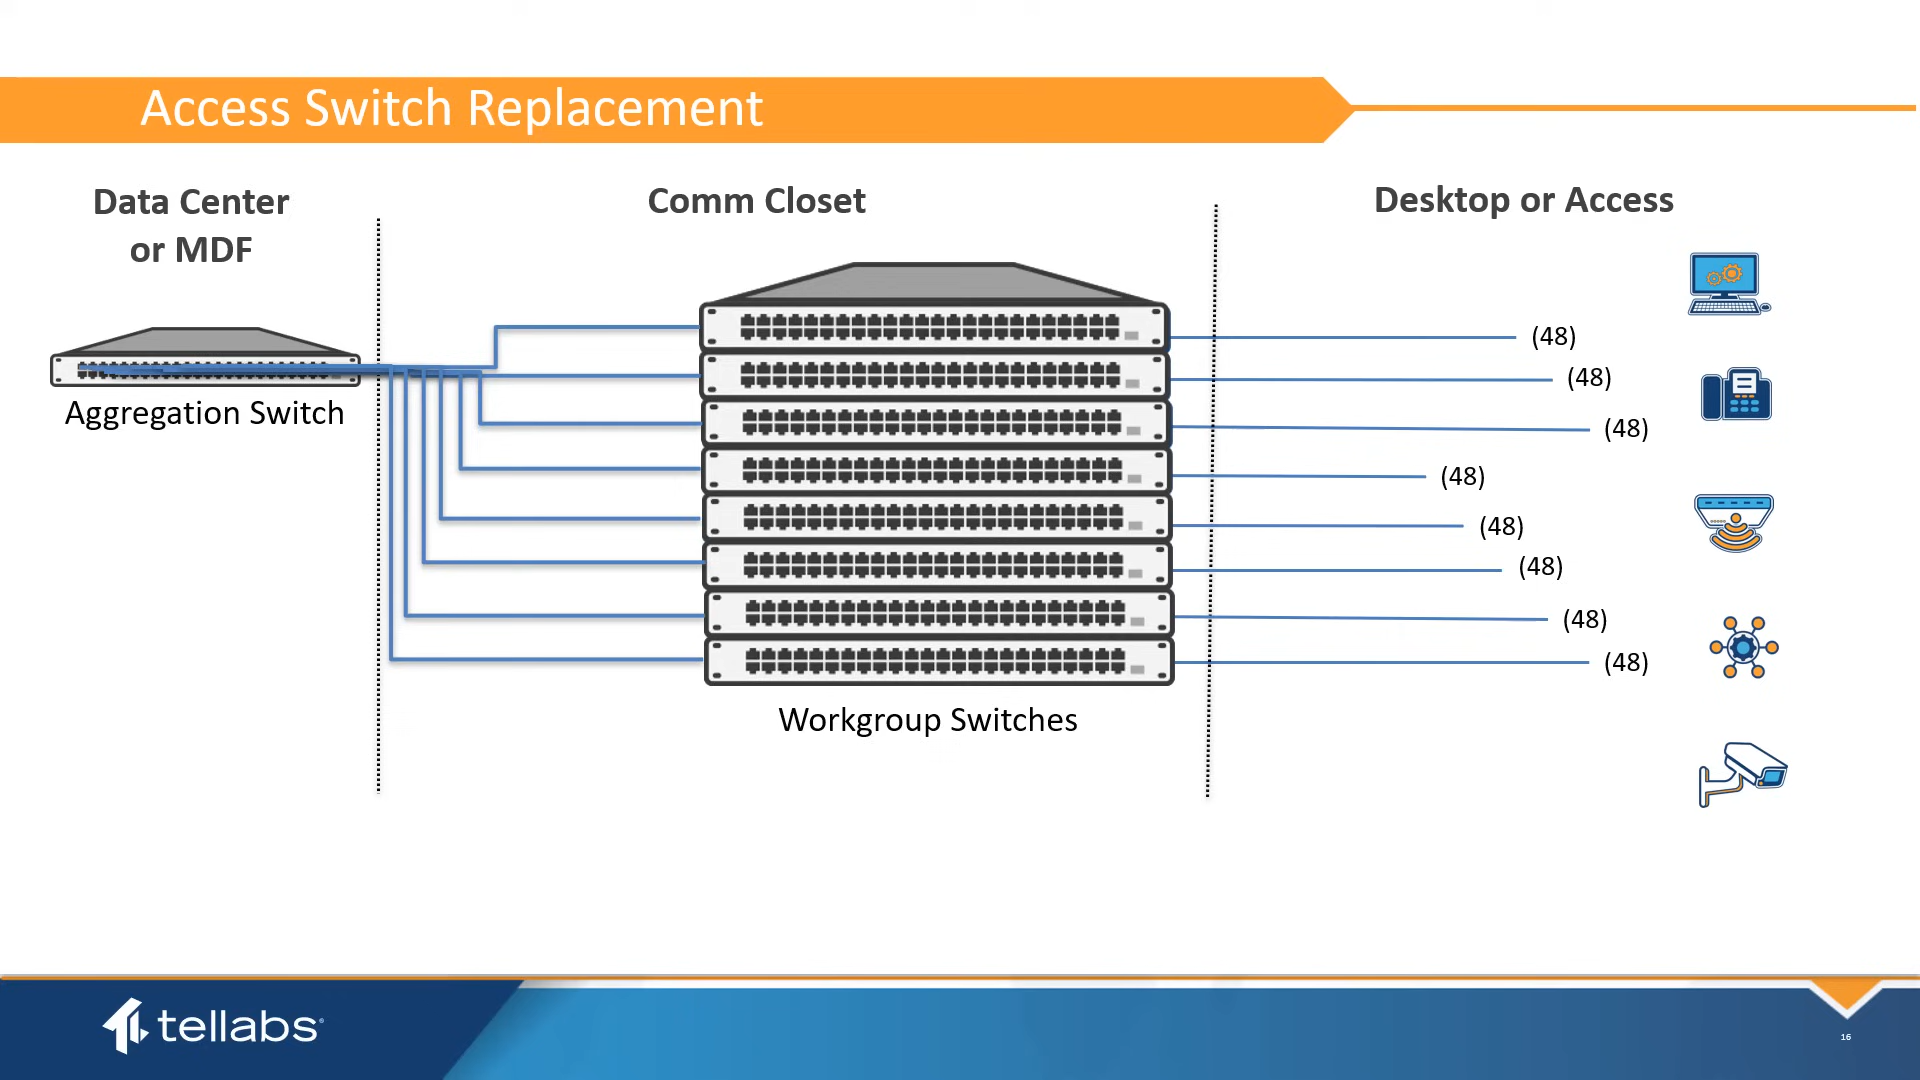 Access Switch Replacement
Data Center
or MDF
Comm Closet
Desktop or Access
Aggregation Switch
(48)
(48)
(48)
(48)
(48)
(48)
(48)
(48)
Workgroup Switches
tellabs®
16